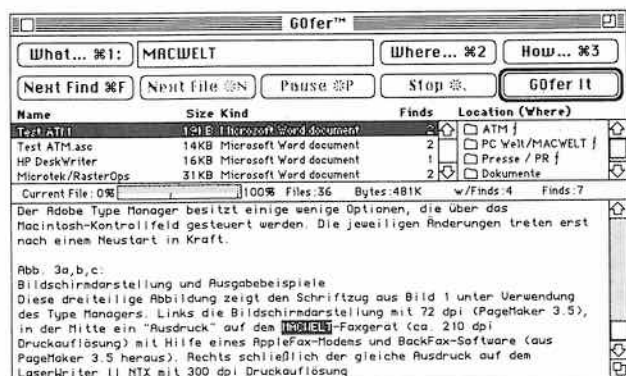 GOfer™
What... ⌘1: MACWELT Where... ⌘2 How... ⌘3
Next Find ⌘F Next File ⌘N Pause ⌘P Stop ⌘. GOfer It
Name Size Kind Finds Location (Where)
Test ATM 19KB Microsoft Word document 2 ATM ƒ
Test ATM.asc 14KB Microsoft Word document 2 PC Welt/MACWELT ƒ
HP DeskWriter 16KB Microsoft Word document 1 Presse / PR ƒ
Microtek/RasterOps 31KB Microsoft Word document 2 Dokumente
Current File: 0% 100% Files:36 Bytes:481K w/Finds:4 Finds:7
Der Adobe Type Manager besitzt einige wenige Optionen, die über das
Macintosh-Kontrollfeld gesteuert werden. Die jeweiligen Änderungen treten erst
nach einem Neustart in Kraft.
Abb. 3a,b,c:
Bildschirmdarstellung und Ausgabebeispiele
Diese dreiteilige Abbildung zeigt den Schriftzug aus Bild 1 unter Verwendung
des Type Managers. Links die Bildschirmdarstellung mit 72 dpi (PageMaker 3.5),
in der Mitte ein "Ausdruck" auf dem MACWELT-Faxgerät (ca. 210 dpi
Druckauflösung) mit Hilfe eines AppleFax-Modems und BackFax-Software (aus
PageMaker 3.5 heraus). Rechts schließlich der gleiche Ausdruck auf dem
LaserWriter II NTX mit 300 dpi Druckauflösung